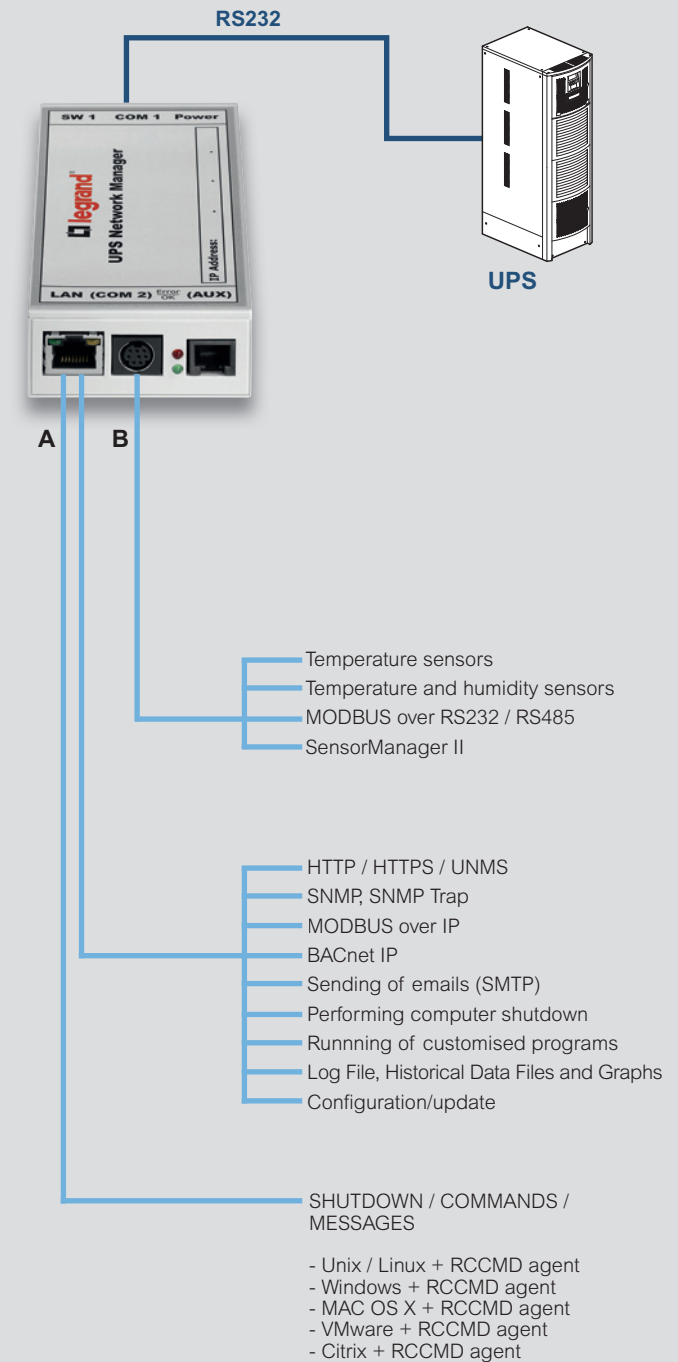 RS232
SW 1 COM 1 Power
legrand®
UPS Network Manager
IP Address: . . .
LAN (COM 2) Error OK (AUX)
UPS
A B
Temperature sensors
Temperature and humidity sensors
MODBUS over RS232 / RS485
SensorManager II
HTTP / HTTPS / UNMS
SNMP, SNMP Trap
MODBUS over IP
BACnet IP
Sending of emails (SMTP)
Performing computer shutdown
Runnning of customised programs
Log File, Historical Data Files and Graphs
Configuration/update
SHUTDOWN / COMMANDS /
MESSAGES
- Unix / Linux + RCCMD agent
- Windows + RCCMD agent
- MAC OS X + RCCMD agent
- VMware + RCCMD agent
- Citrix + RCCMD agent